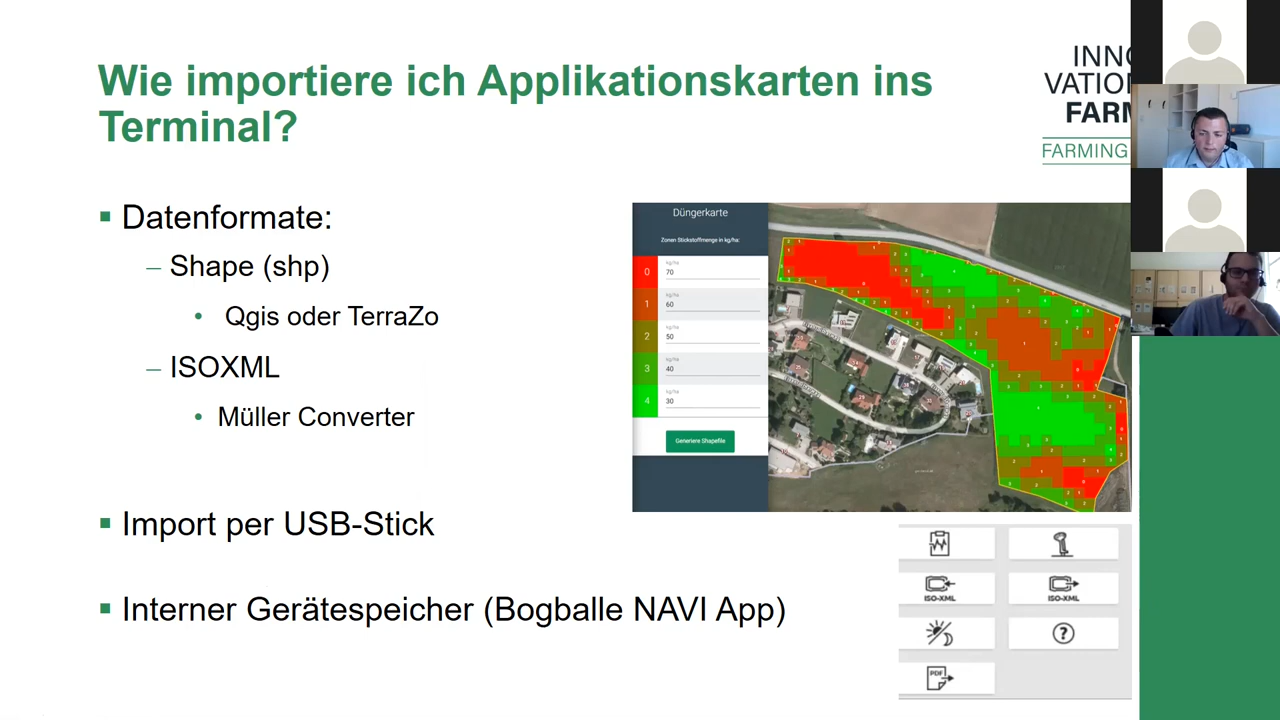 Wie importiere ich Applikationskarten ins
Terminal?
INNO
VATION
FARM
FARMING
Datenformate:
– Shape (shp)
Qgis oder TerraZo
– ISOXML
Müller Converter
Import per USB-Stick
Interner Gerätespeicher (Bogballe NAVI App)
Düngerkarte
Zonen Stickstoffmenge in kg/ha:
0
kg/ha
70
1
kg/ha
60
2
kg/ha
50
3
kg/ha
40
4
kg/ha
30
Generiere Shapefile
ISO-XML
ISO-XML
?
PDF